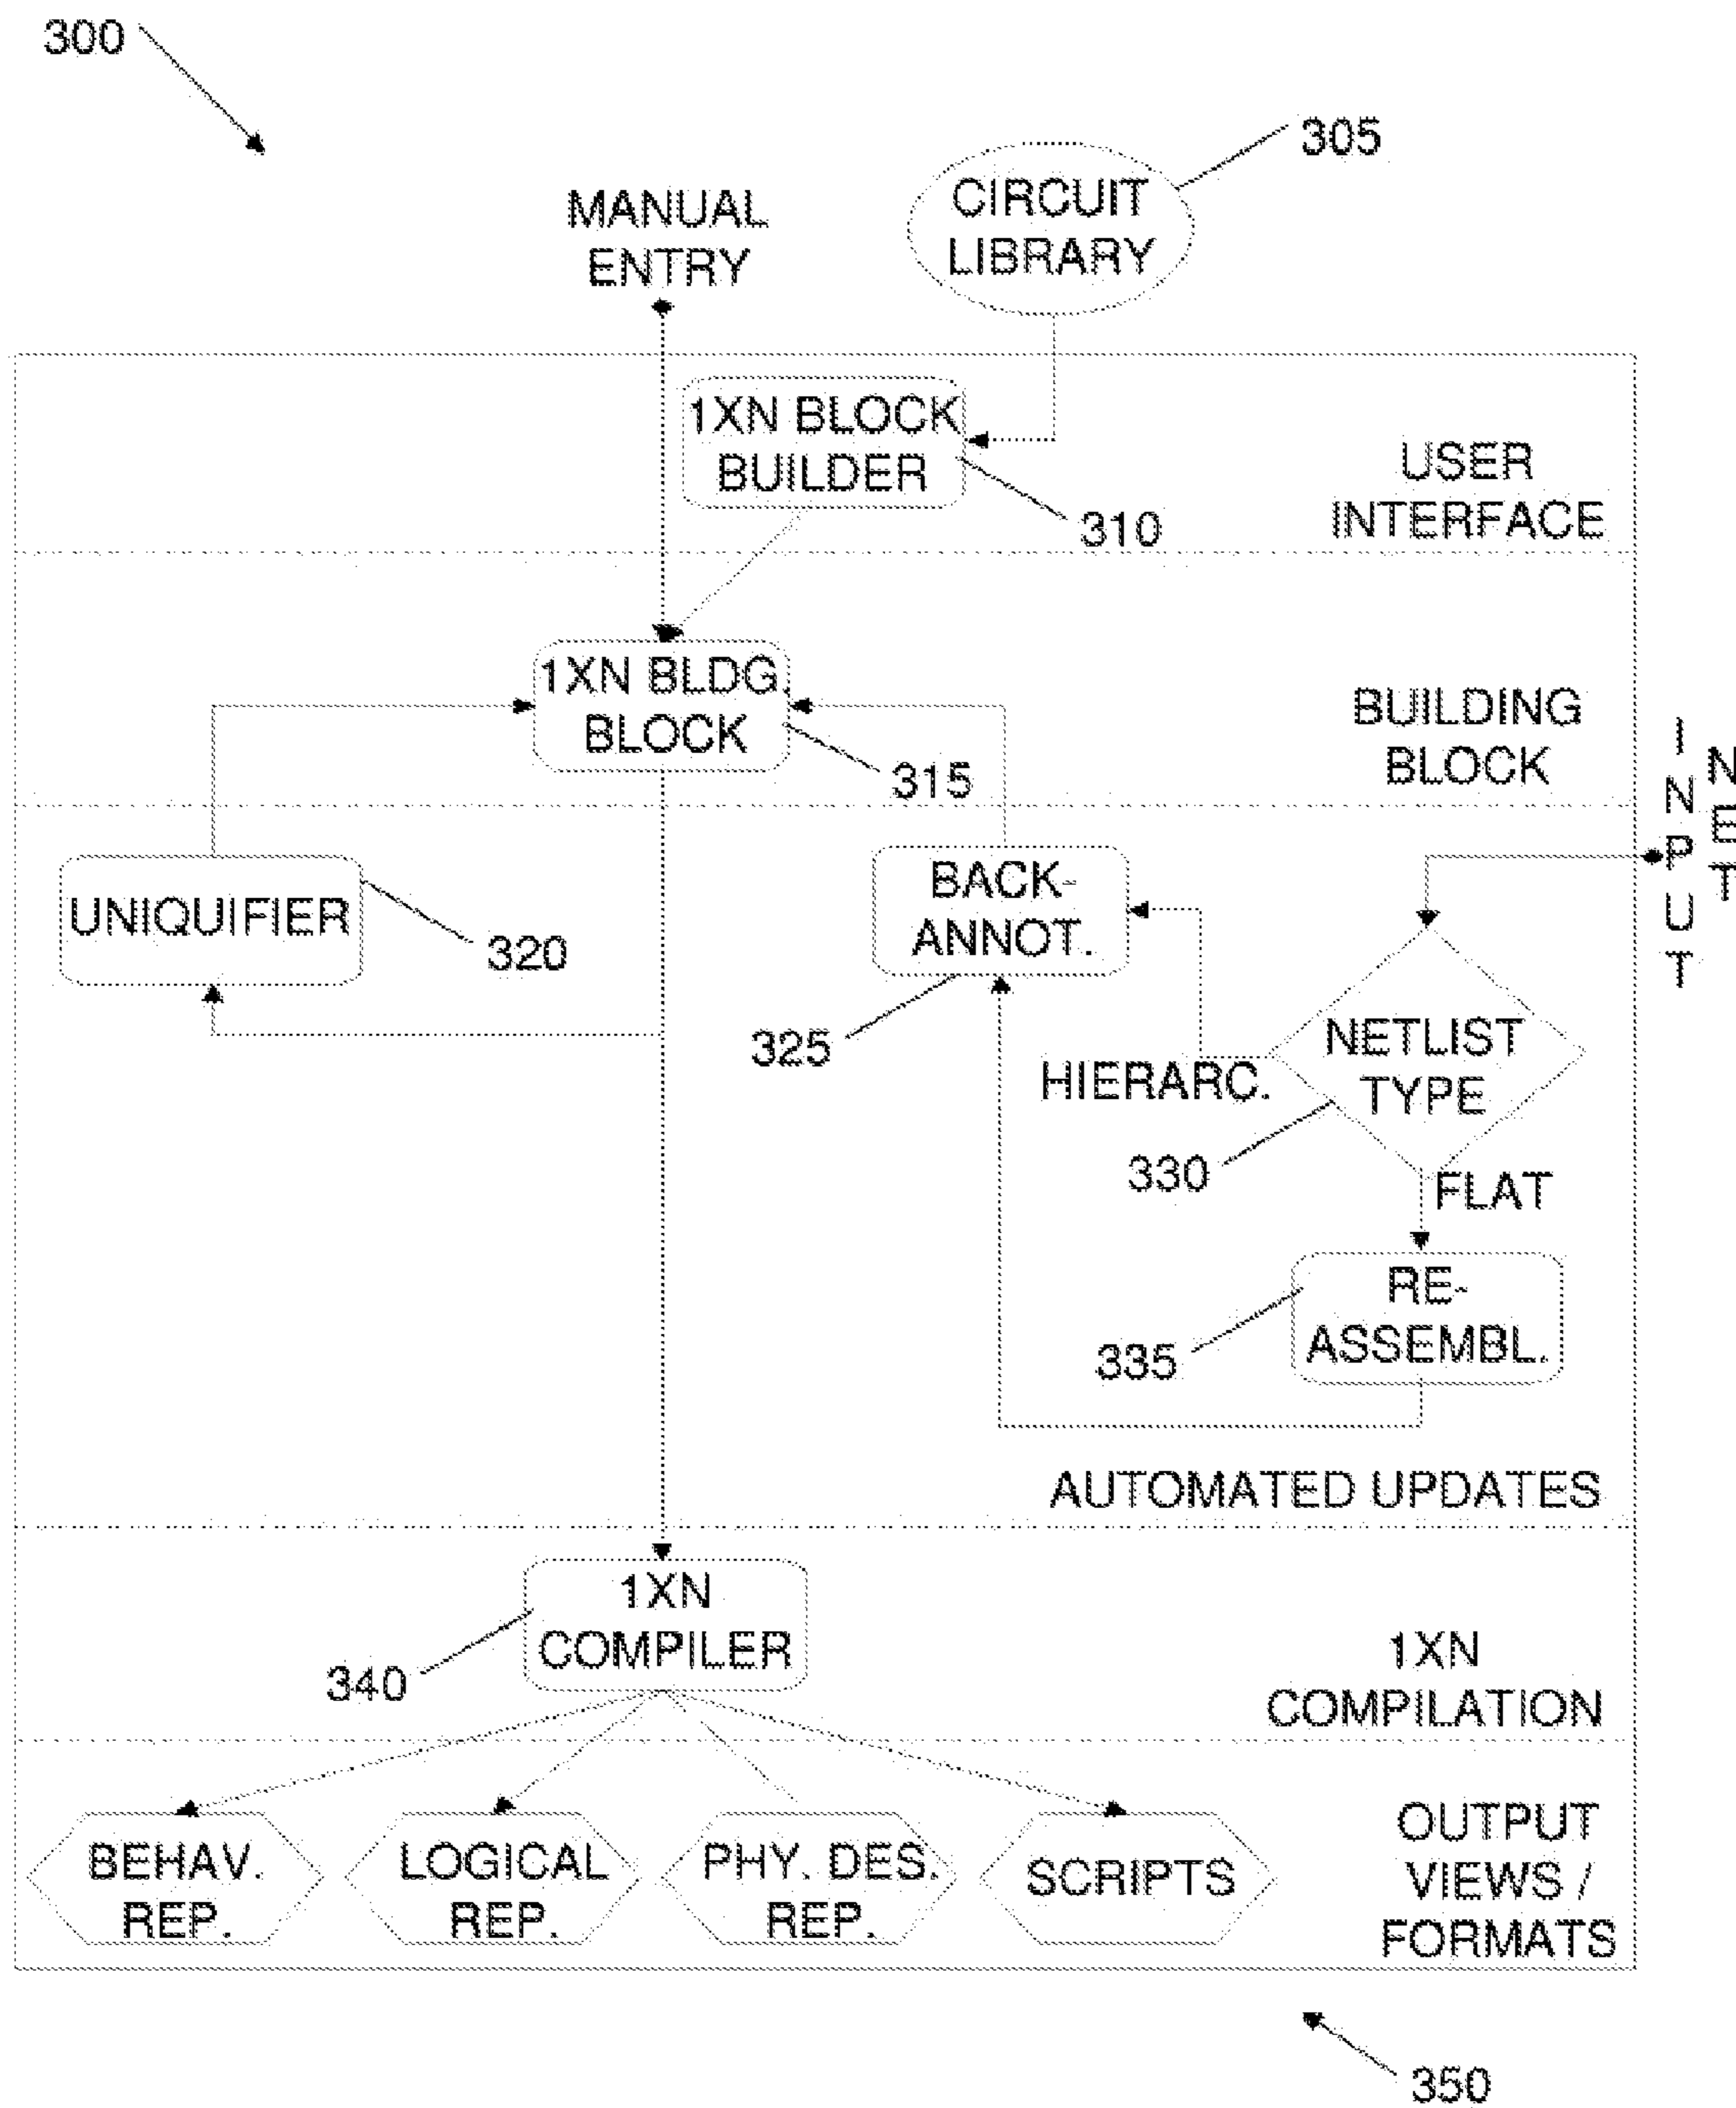 300
305
CIRCUIT
LIBRARY
MANUAL
ENTRY
1XN BLOCK
BUILDER
310
USER
INTERFACE
1XN BLDG
BLOCK
315
BUILDING
BLOCK
INPUT
NET
UNIQUIFIER
320
BACK-
ANNOT.
325
HIERARC.
NETLIST
TYPE
330
FLAT
RE-
ASSEMBL.
335
AUTOMATED UPDATES
1XN
COMPILER
340
1XN
COMPILATION
BEHAV.
REP.
LOGICAL
REP.
PHY. DES.
REP.
SCRIPTS
OUTPUT
VIEWS /
FORMATS
350